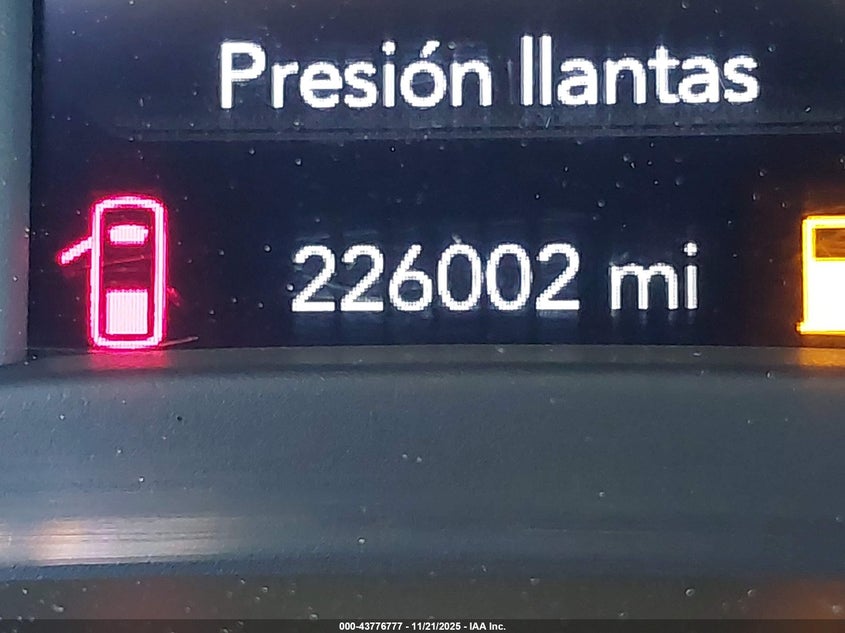 Presión llantas
226002 mi
000-43776777 - 11/21/2025 - IAA Inc.